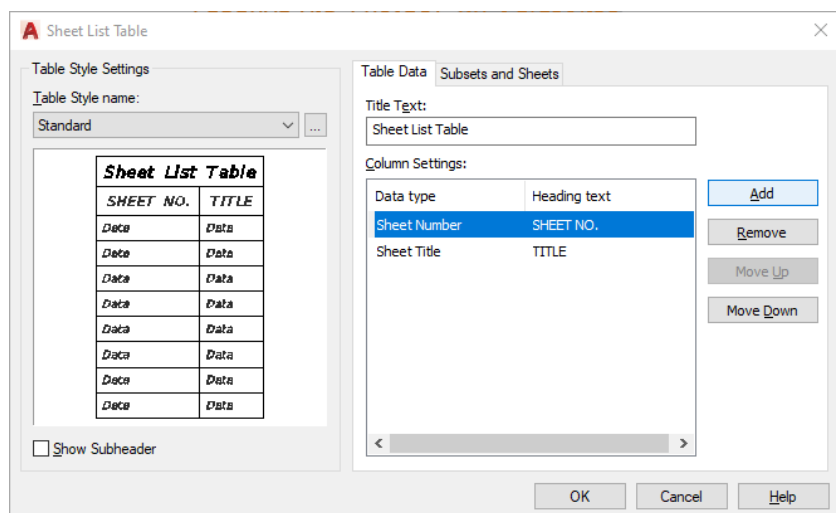 Sheet List Table
Table Style Settings
Table Style name:
Standard
...
Sheet List Table
SHEET NO. TITLE
Data Data
Data Data
Data Data
Data Data
Data Data
Data Data
Data Data
Data Data
Show Subheader
Table Data Subsets and Sheets
Title Text:
Sheet List Table
Column Settings:
Data type Heading text
Sheet Number SHEET NO.
Sheet Title TITLE
Add
Remove
Move Up
Move Down
OK Cancel Help